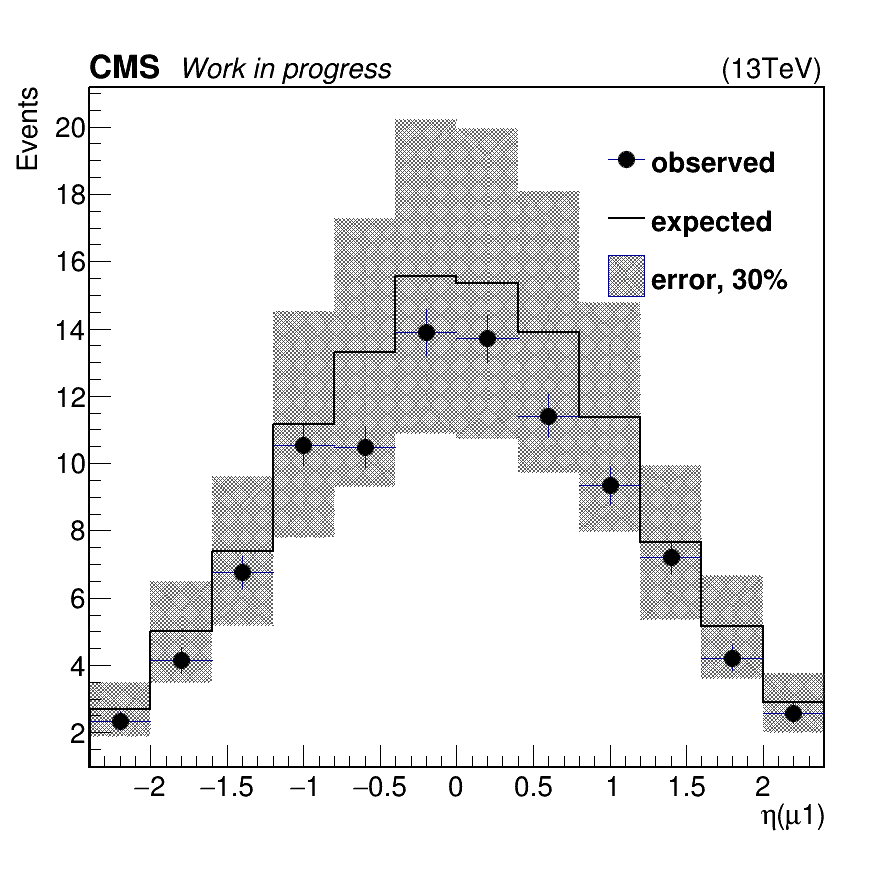 CMS Work in progress (13TeV)
Events
20
18
16
14
12
10
8
6
4
2
observed
expected
error, 30%
−2 −1.5 −1 −0.5 0 0.5 1 1.5 2
η(μ1)